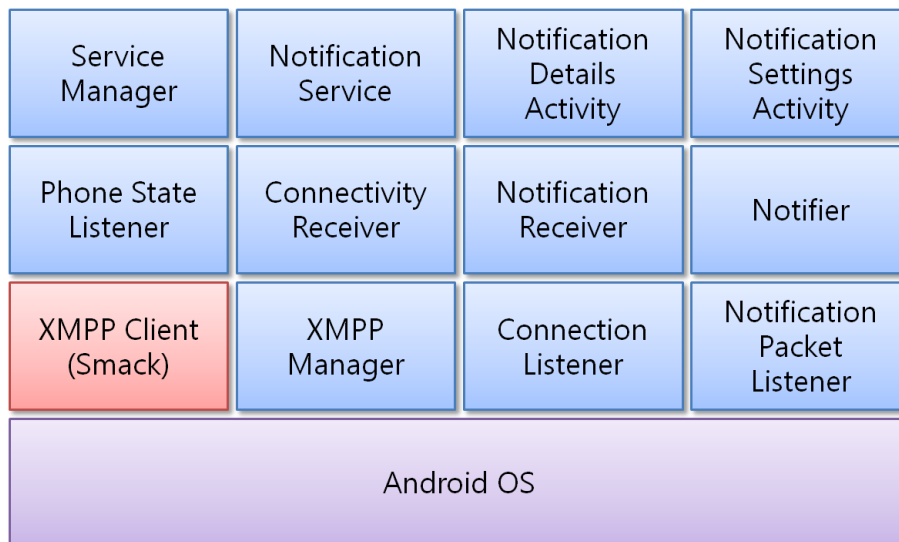 Service
Manager
Notification
Service
Notification
Details
Activity
Notification
Settings
Activity
Phone State
Listener
Connectivity
Receiver
Notification
Receiver
Notifier
XMPP Client
(Smack)
XMPP
Manager
Connection
Listener
Notification
Packet
Listener
Android OS